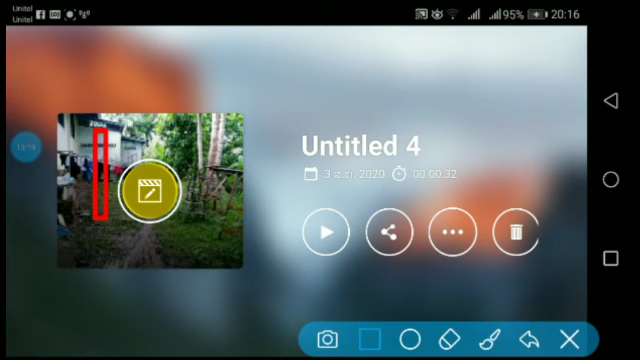 Unitel
Unitel
95% 20:16
13:19
Untitled 4
2020 00:00:32